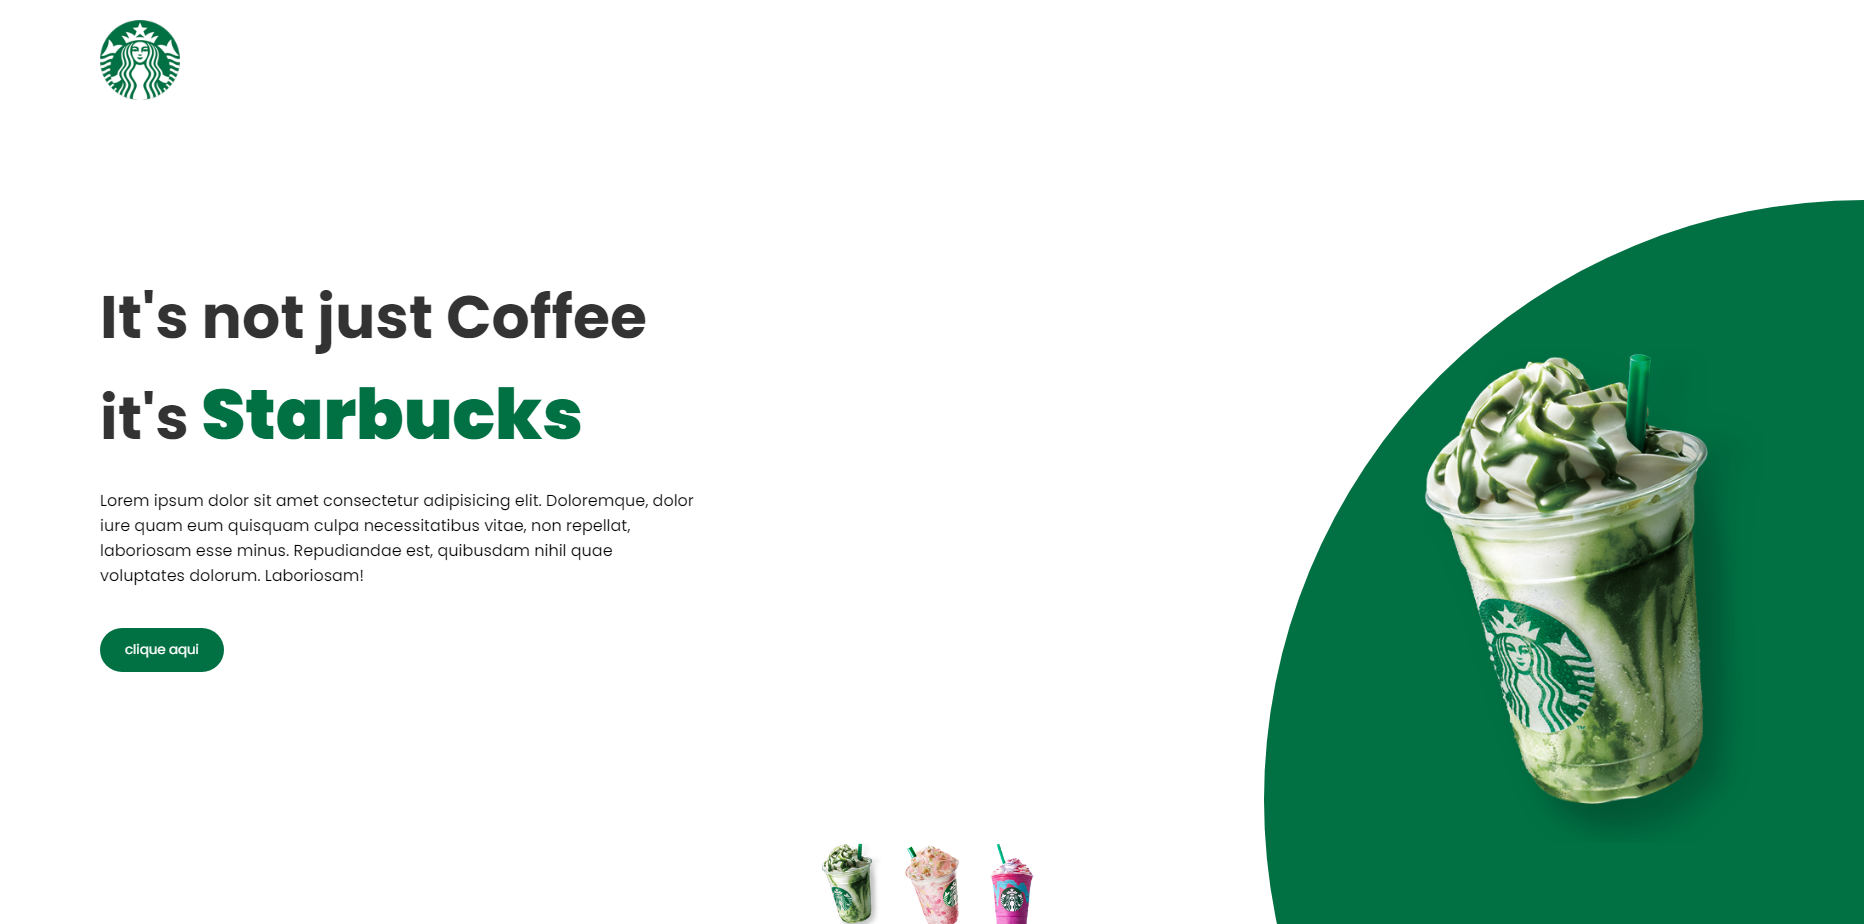 It's not just Coffee
it's Starbucks
Lorem ipsum dolor sit amet consectetur adipisicing elit. Doloremque, dolor
iure quam eum quisquam culpa necessitatibus vitae, non repellat,
laboriosam esse minus. Repudiandae est, quibusdam nihil quae
voluptates dolorum. Laboriosam!
clique aqui